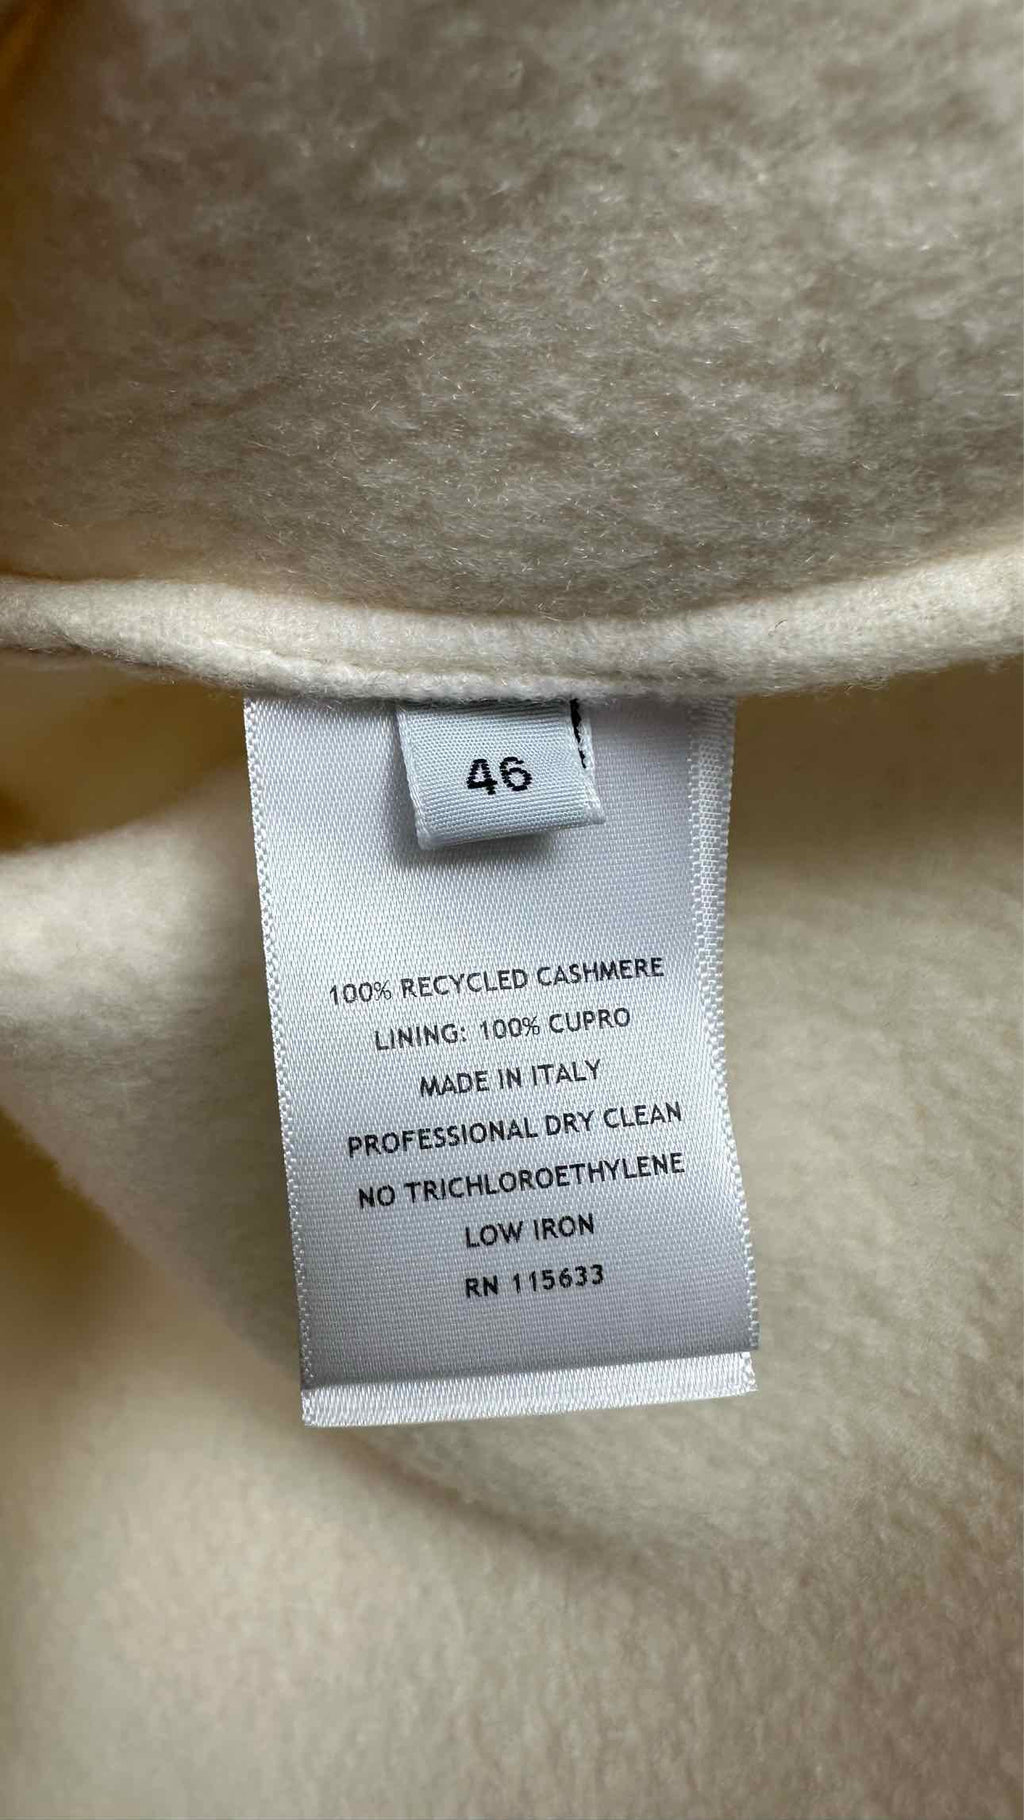 46
100% RECYCLED CASHMERE
LINING: 100% CUPRO
MADE IN ITALY
PROFESSIONAL DRY CLEAN
NO TRICHLOROETHYLENE
LOW IRON
RN 115633